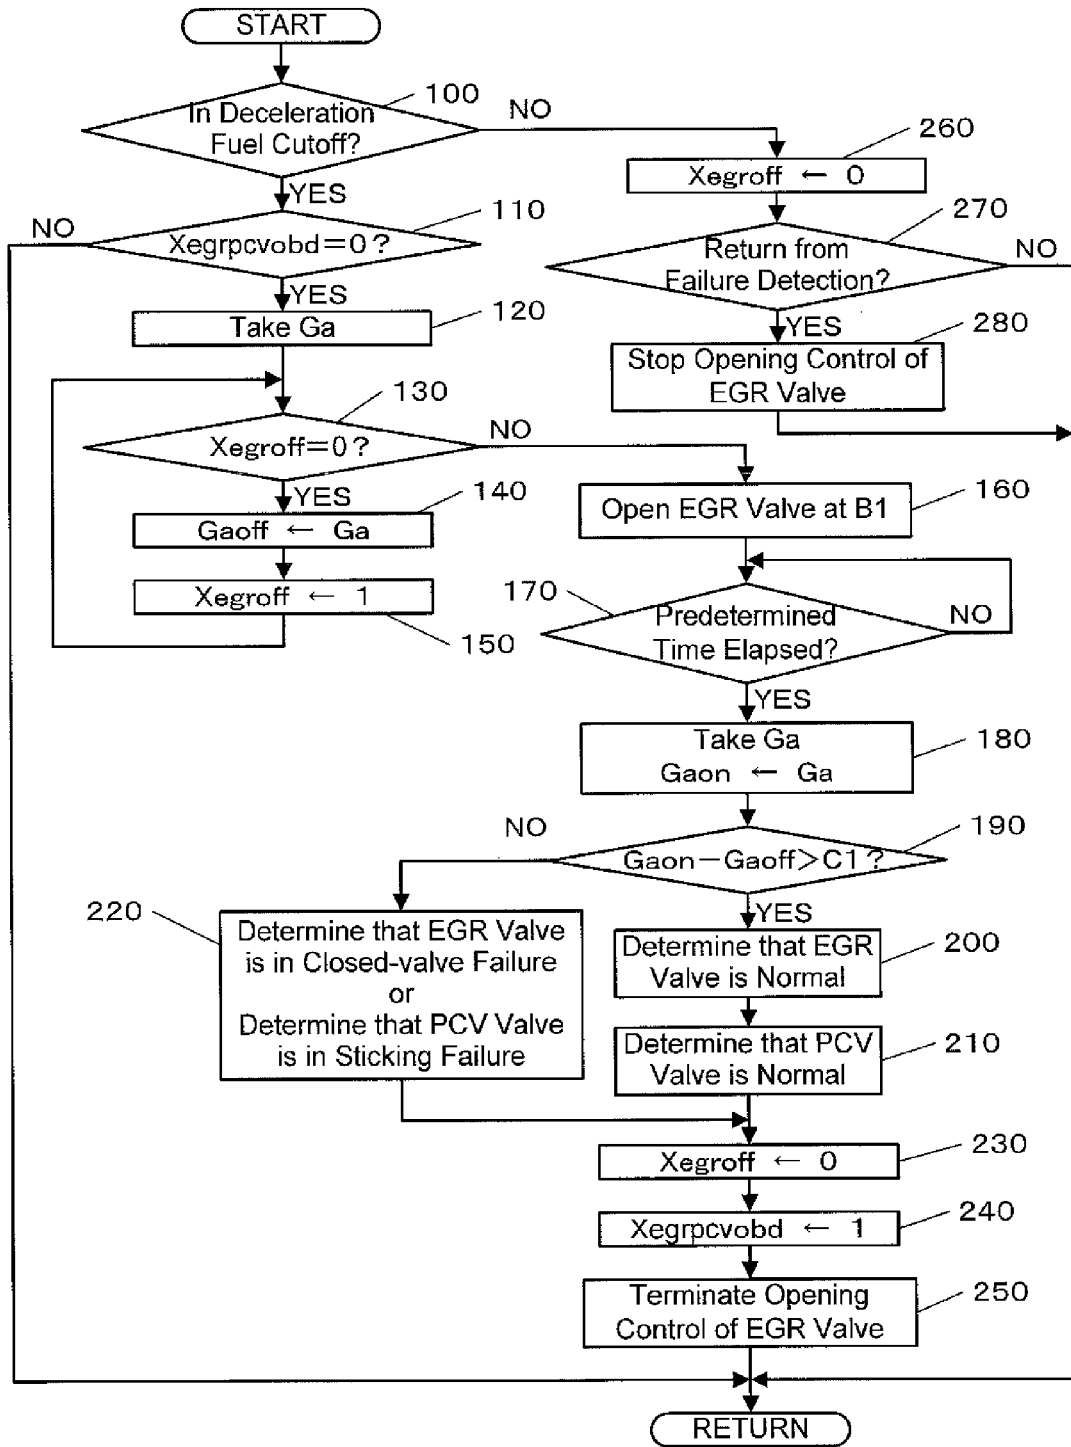 START
100
In Deceleration
Fuel Cutoff?
NO
YES
260
Xegroff ← 0
NO
110
Xegrpcvobd=0?
YES
270
Return from
Failure Detection?
NO
YES
120
Take Ga
280
Stop Opening Control of
EGR Valve
130
Xegroff=0?
NO
YES
140
Gaoff ← Ga
160
Open EGR Valve at B1
Xegroff ← 1
150
170
Predetermined
Time Elapsed?
NO
YES
180
Take Ga
Gaon ← Ga
190
NO
Gaon−Gaoff>C1?
YES
220
Determine that EGR Valve
is in Closed-valve Failure
or
Determine that PCV Valve
is in Sticking Failure
200
Determine that EGR
Valve is Normal
210
Determine that PCV
Valve is Normal
230
Xegroff ← 0
240
Xegrpcvobd ← 1
250
Terminate Opening
Control of EGR Valve
RETURN